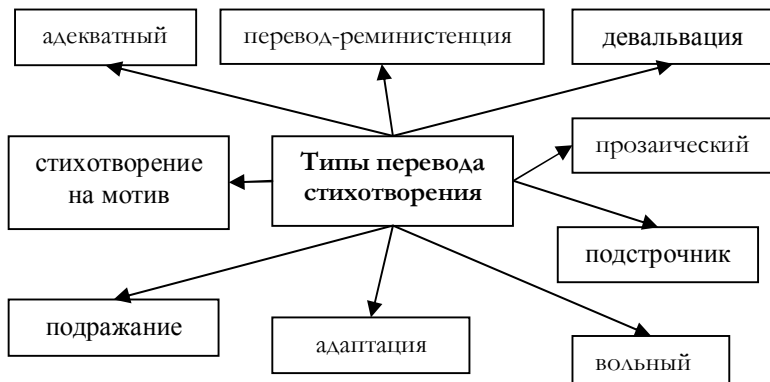 адекватный
перевод-реминистенция
девальвация
стихотворение
на мотив
Типы перевода
стихотворения
прозаический
подстрочник
подражание
адаптация
вольный